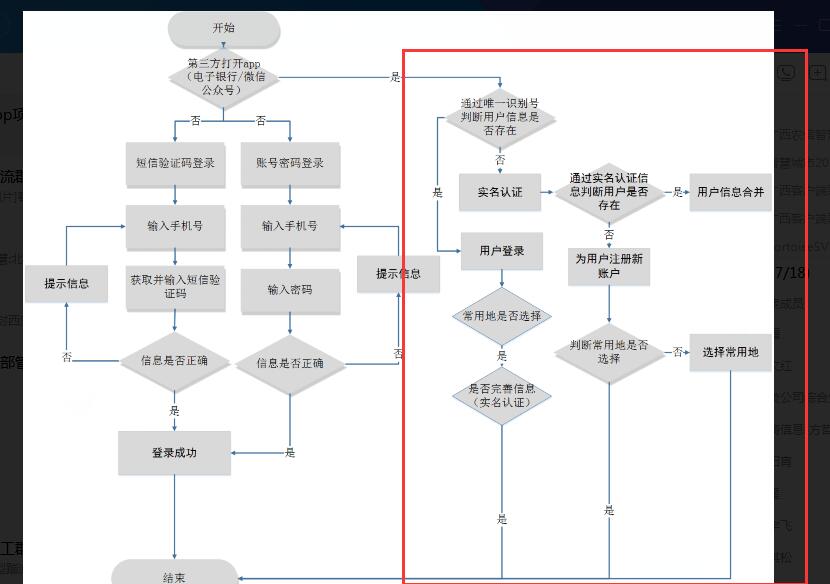 开始
第三方打开app
（电子银行/微信
公众号）
是
否
否
短信验证码登录
账号密码登录
输入手机号
输入手机号
提示信息
获取并输入短信验
证码
输入密码
提示信息
信息是否正确
信息是否正确
否
否
是
是
登录成功
结束
通过唯一识别号
判断用户信息是
否存在
否
是
实名认证
通过实名认证信
息判断用户是否
存在
是
用户信息合并
否
用户登录
为用户注册新
账户
常用地是否选择
是
判断常用地是否
选择
否
选择常用地
是否完善信息
（实名认证）
是
是